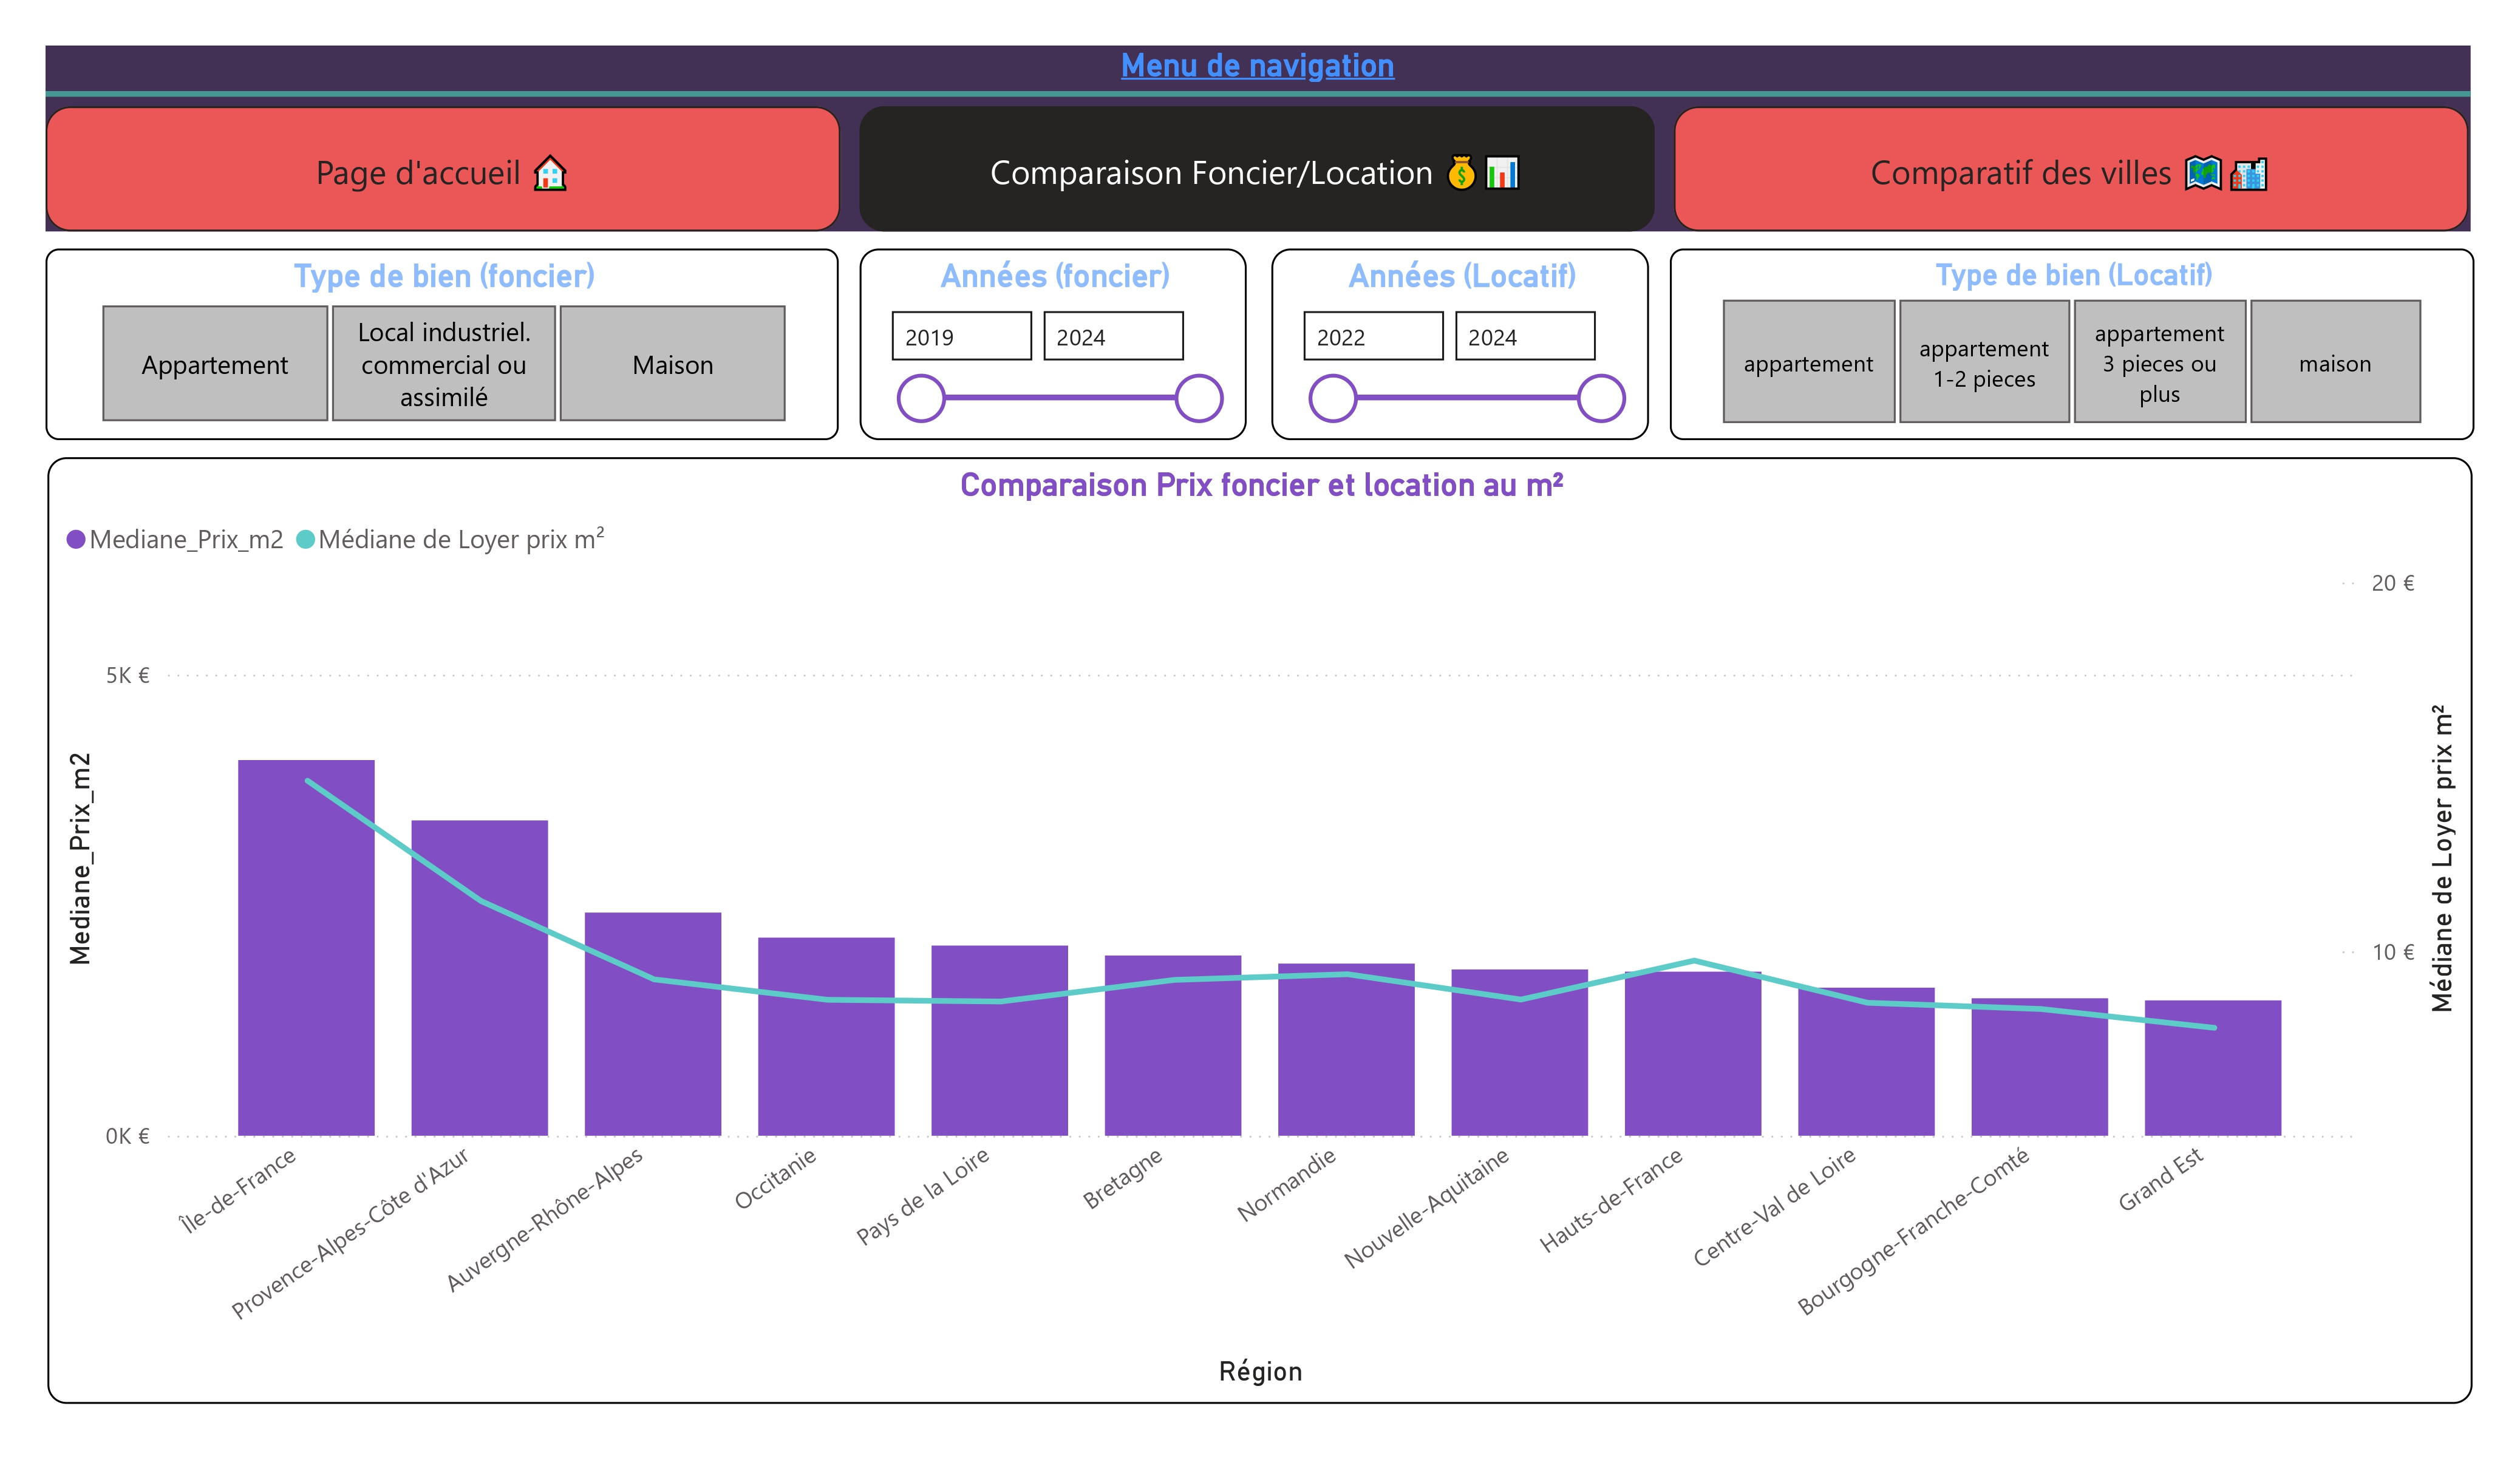 Menu de navigation
Page d'accueil
Comparaison Foncier/Location
Comparatif des villes
Type de bien (foncier)
Appartement
Local industriel.
commercial ou
assimilé
Maison
Années (foncier)
2019
2024
Années (Locatif)
2022
2024
Type de bien (Locatif)
appartement
appartement
1-2 pieces
appartement
3 pieces ou
plus
maison
Comparaison Prix foncier et location au m²
Mediane_Prix_m2
Médiane de Loyer prix m²
Mediane_Prix_m2
5K €
0K €
20 €
10 €
Médiane de Loyer prix m²
Île-de-France
Provence-Alpes-Côte d'Azur
Auvergne-Rhône-Alpes
Occitanie
Pays de la Loire
Bretagne
Normandie
Nouvelle-Aquitaine
Hauts-de-France
Centre-Val de Loire
Bourgogne-Franche-Comté
Grand Est
Région